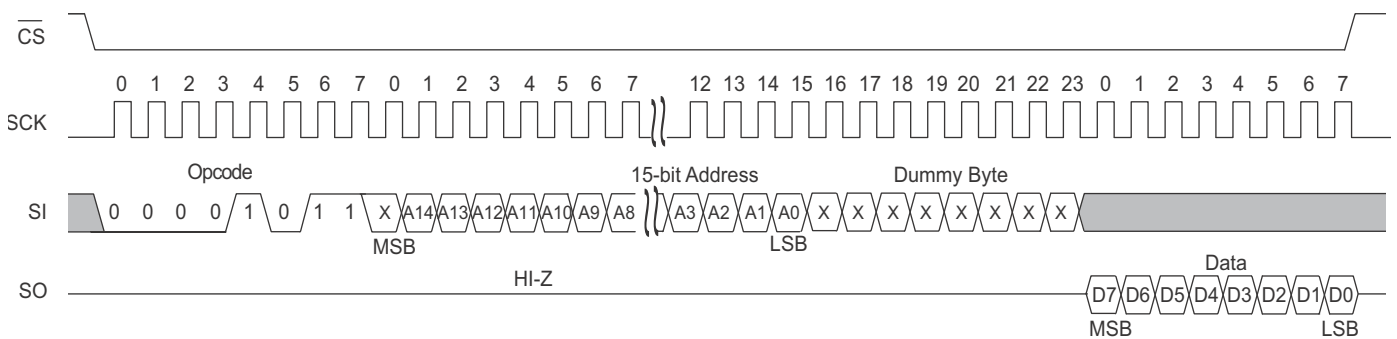 CS
0 1 2 3 4 5 6 7 0 1 2 3 4 5 6 7 12 13 14 15 16 17 18 19 20 21 22 23 0 1 2 3 4 5 6 7
SCK
Opcode 15-bit Address Dummy Byte
SI 0 0 0 0 1 0 1 1 X A14 A13 A12 A11 A10 A9 A8 A3 A2 A1 A0 X X X X X X X X
MSB LSB
HI-Z Data
SO D7 D6 D5 D4 D3 D2 D1 D0
MSB LSB